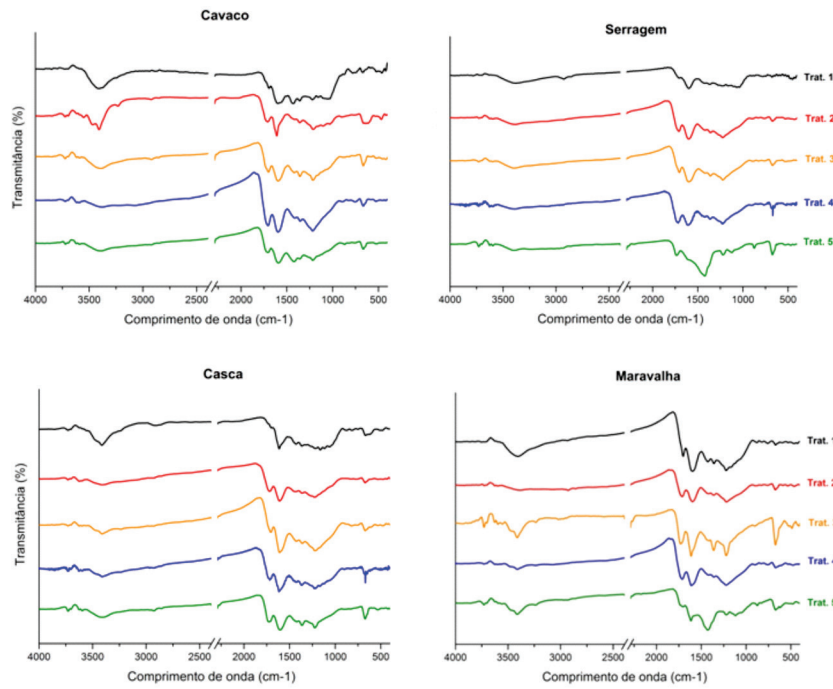 Cavaco
Transmitância (%)
4000 3500 3000 2500 2000 1500 1000 500
Comprimento de onda (cm-1)
Serragem
Trat. 1
Trat. 2
Trat. 3
Trat. 4
Trat. 5
4000 3500 3000 2500 2000 1500 1000 500
Comprimento de onda (cm-1)
Casca
Transmitância (%)
4000 3500 3000 2500 2000 1500 1000 500
Comprimento de onda (cm-1)
Maravalha
Trat.
Trat.
Trat.
Trat.
Trat.
4000 3500 3000 2500 2000 1500 1000 500
Comprimento de onda (cm-1)